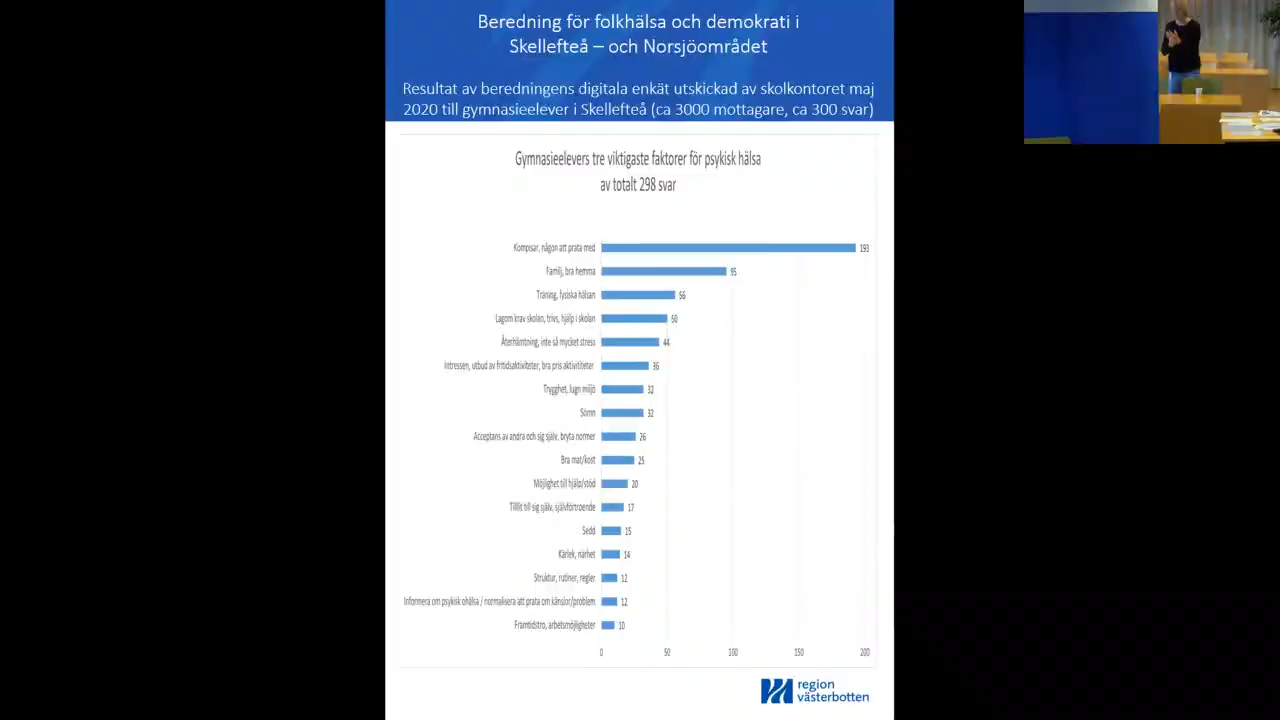 Beredning för folkhälsa och demokrati i
Skellefteå – och Norsjöområdet
Resultat av beredningens digitala enkät utskickad av skolkontoret maj
2020 till gymnasieelever i Skellefteå (ca 3000 mottagare, ca 300 svar)
Gymnasieelevers tre viktigaste faktorer för psykisk hälsa
av totalt 298 svar
Kompisar, någon att prata med 193
Familj, bra hemma 95
Träning, fysiska hälsan 56
Lagom krav skolan, trivs, hjälp i skolan 50
Återhämtning, inte så mycket stress 44
Intressen, utbud av fritidsaktiviteter, bra pris aktivititeter 36
Trygghet, lugn miljö 32
Sömn 32
Acceptans av andra och sig själv, bryta normer 26
Bra mat/kost 25
Möjlighet till hjälp/stöd 20
Tillit till sig själv, självförtroende 17
Sedd 15
Kärlek, närhet 14
Struktur, rutiner, regler 12
Informera om psykisk ohälsa / normalisera att prata om känslor/problem 12
Framtidstro, arbetsmöjligheter 10
0 50 100 150 200
region
västerbotten